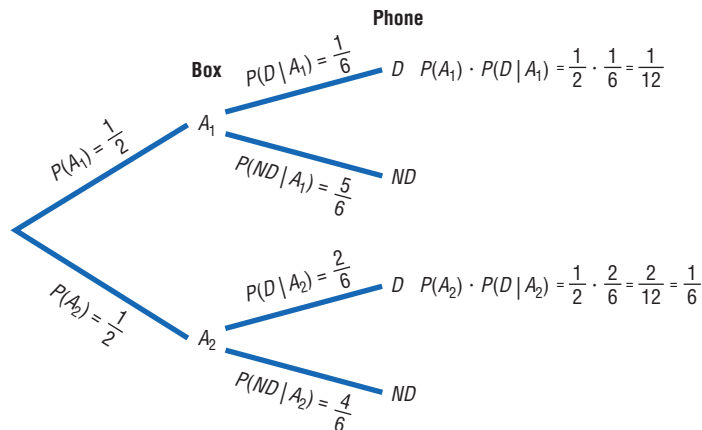 Phone
Box
P(D | A₁) = 1/6
D P(A₁) · P(D | A₁) = 1/2 · 1/6 = 1/12
P(A₁) = 1/2
A₁
P(ND | A₁) = 5/6
ND
P(A₂) = 1/2
P(D | A₂) = 2/6
D P(A₂) · P(D | A₂) = 1/2 · 2/6 = 2/12 = 1/6
A₂
P(ND | A₂) = 4/6
ND